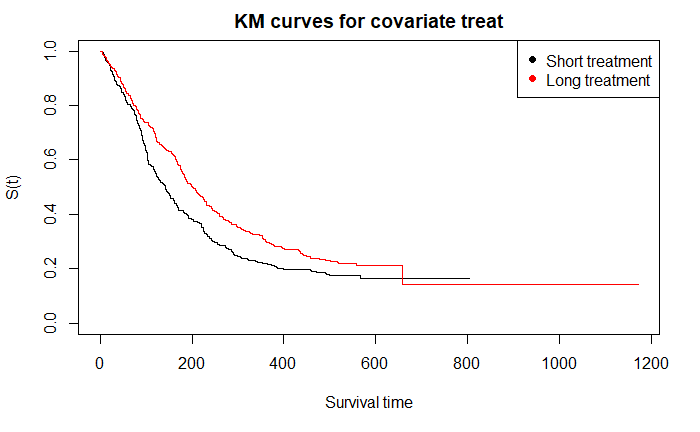 KM curves for covariate treat
Short treatment
Long treatment
S(t)
1.0
0.8
0.6
0.4
0.2
0.0
0 200 400 600 800 1000 1200
Survival time